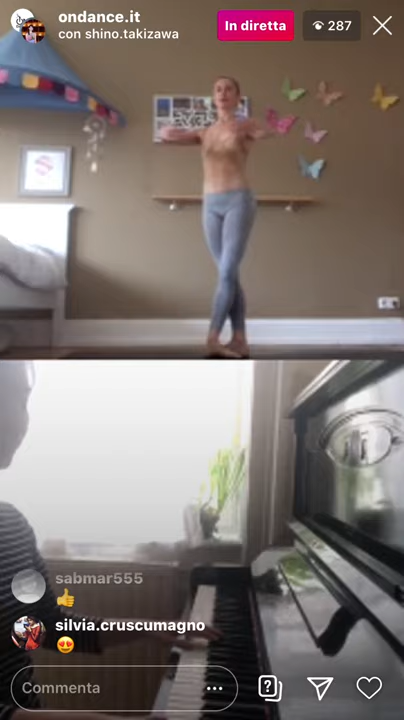 ondance.it
con shino.takizawa
In diretta
287
sabmar555
👍
silvia.cruscumagno
😍
Commenta